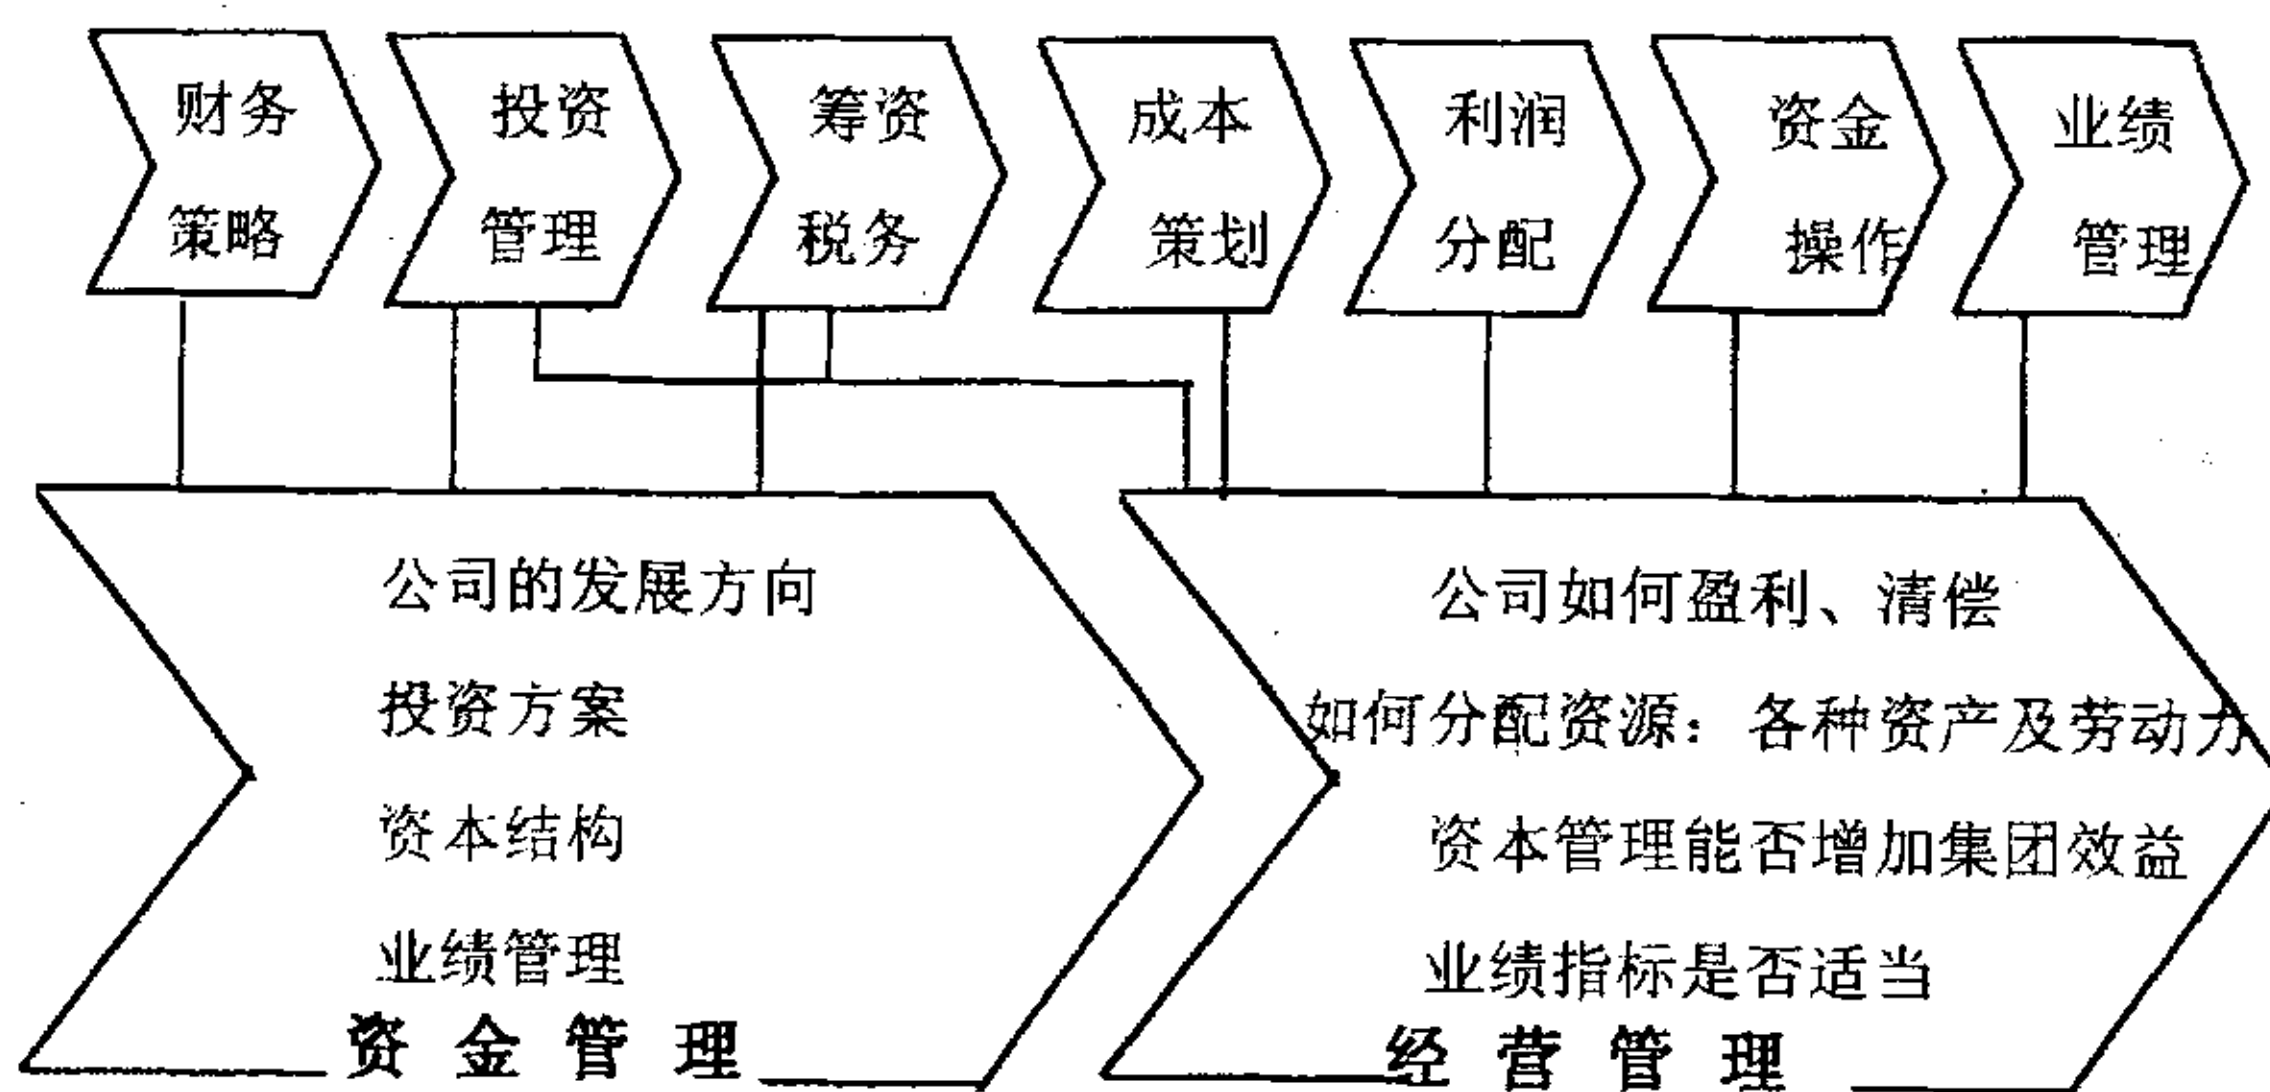 财务
策略
投资
管理
筹资
税务
成本
策划
利润
分配
资金
操作
业绩
管理
公司的发展方向
投资方案
资本结构
业绩管理
资金管理
公司如何盈利、清偿
如何分配资源：各种资产及劳动力
资本管理能否增加集团效益
业绩指标是否适当
经营管理